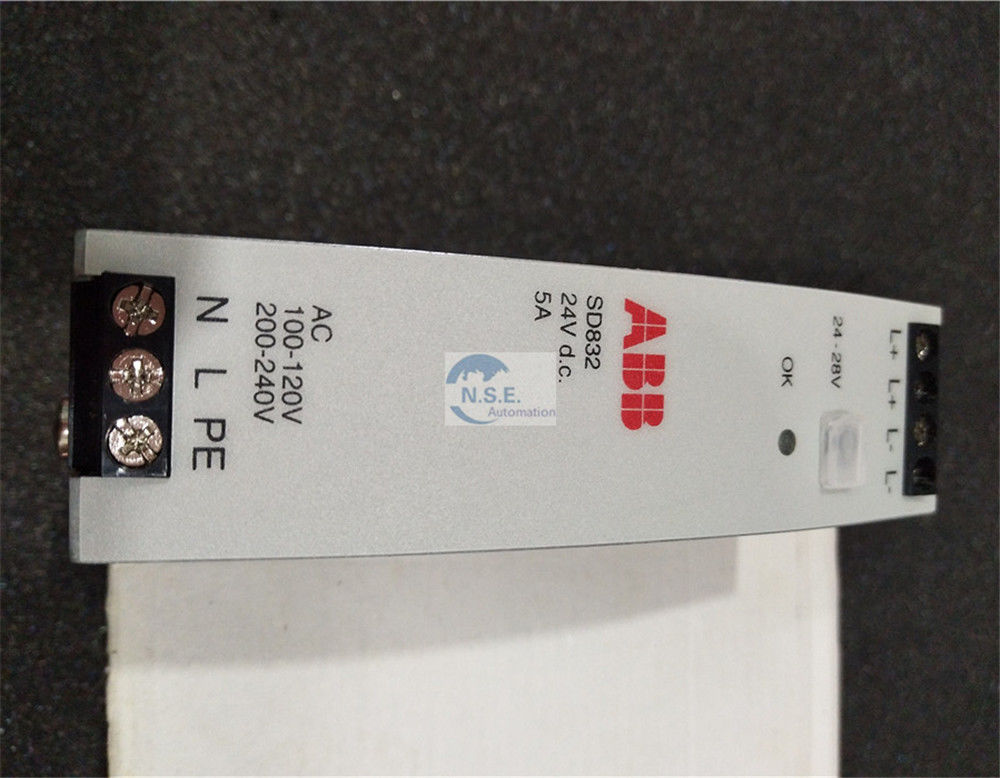 L+ L+ L- L-
24-28V
OK
ABB
SD832
24V d.c.
5A
N.S.E.
Automation
AC
100-120V
200-240V
N L PE